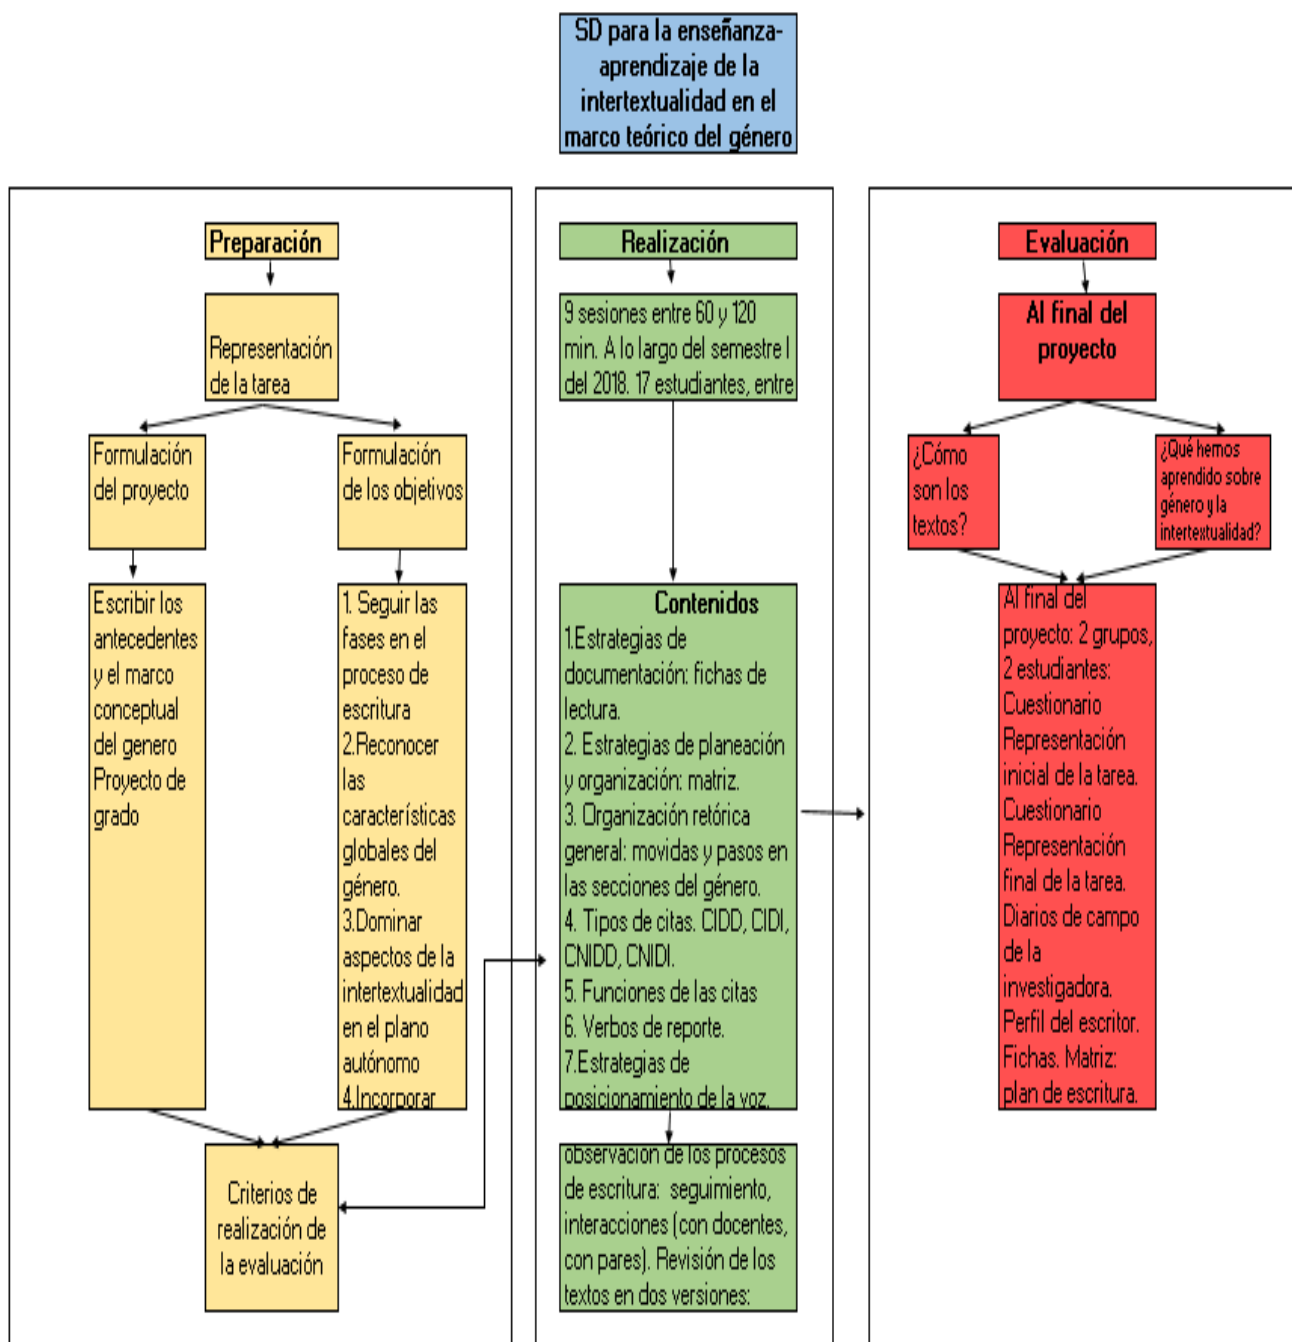 SD para la enseñanza-
aprendizaje de la
intertextualidad en el
marco teórico del género
Preparación
Representación
de la tarea
Formulación
del proyecto
Formulación
de los objetivos
Escribir los
antecedentes
y el marco
conceptual
del genero
Proyecto de
grado
1. Seguir las
fases en el
proceso de
escritura
2.Reconocer
las
características
globales del
género.
3.Dominar
aspectos de la
intertextualidad
en el plano
autónomo
4.Incorporar
Criterios de
realización de
la evaluación
Realización
9 sesiones entre 60 y 120
min. A lo largo del semestre I
del 2018. 17 estudiantes, entre
Contenidos
1.Estrategias de
documentación: fichas de
lectura.
2. Estrategias de planeación
y organización: matriz.
3. Organización retórica
general: movidas y pasos en
las secciones del género.
4. Tipos de citas. CIDD, CIDI,
CNIDD, CNIDI.
5. Funciones de las citas
6. Verbos de reporte.
7.Estrategias de
posicionamiento de la voz.
observación de los procesos
de escritura: seguimiento,
interacciones (con docentes,
con pares). Revisión de los
textos en dos versiones:
Evaluación
Al final del
proyecto
¿Cómo
son los
textos?
¿Qué hemos
aprendido sobre
género y la
intertextualidad?
Al final del
proyecto: 2 grupos,
2 estudiantes:
Cuestionario
Representación
inicial de la tarea.
Cuestionario
Representación
final de la tarea.
Diarios de campo
de la
investigadora.
Perfil del escritor.
Fichas. Matriz:
plan de escritura.